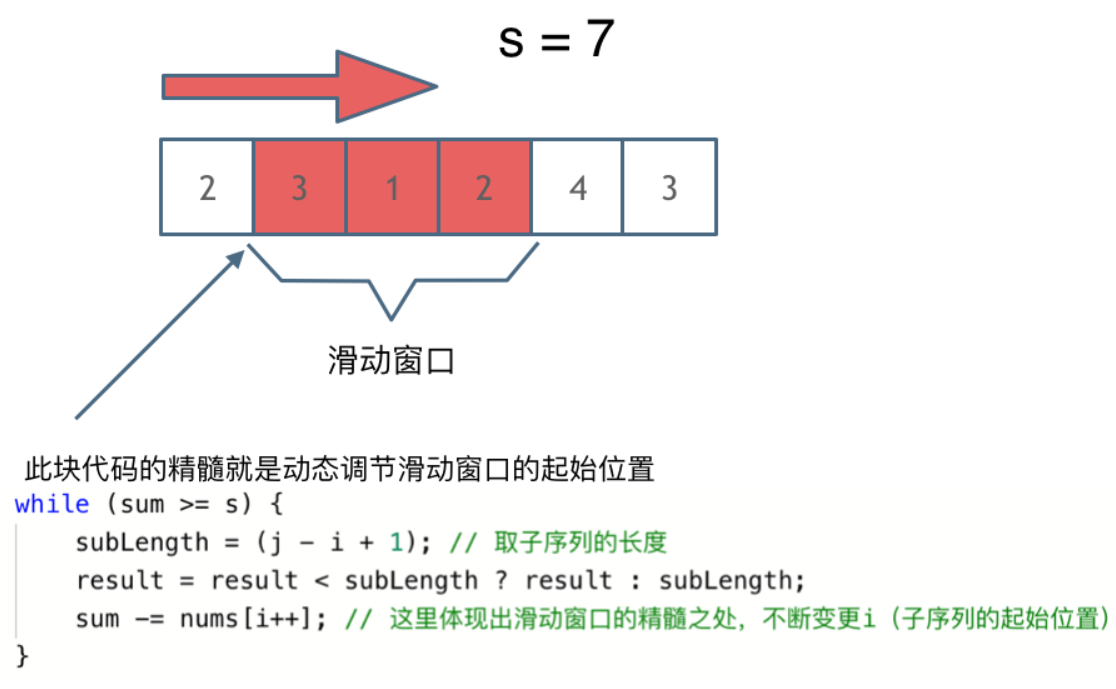 s = 7
2 3 1 2 4 3
滑动窗口
此块代码的精髓就是动态调节滑动窗口的起始位置
while (sum >= s) {
    subLength = (j - i + 1); // 取子序列的长度
    result = result < subLength ? result : subLength;
    sum -= nums[i++]; // 这里体现出滑动窗口的精髓之处，不断变更i（子序列的起始位置）
}